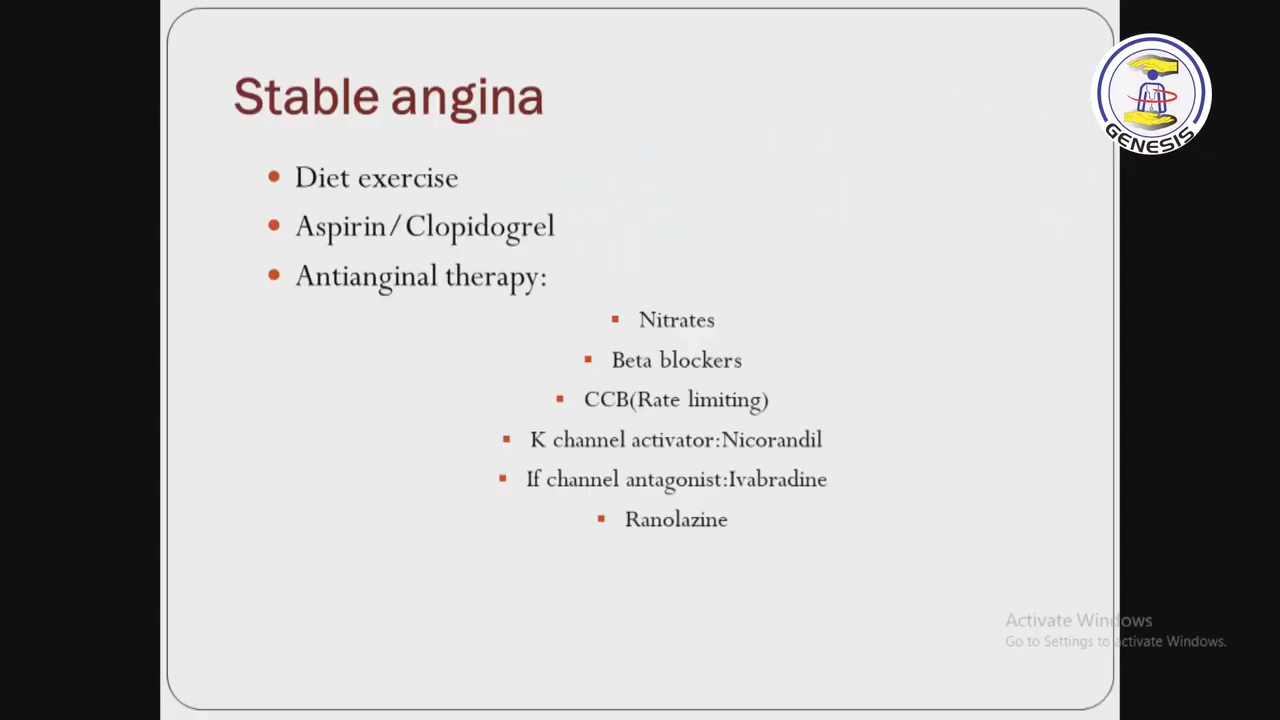 Stable angina
GENESIS
• Diet exercise
• Aspirin/Clopidogrel
• Antianginal therapy:
▪ Nitrates
▪ Beta blockers
▪ CCB(Rate limiting)
▪ K channel activator:Nicorandil
▪ If channel antagonist:Ivabradine
▪ Ranolazine
Activate Windows
Go to Settings to activate Windows.